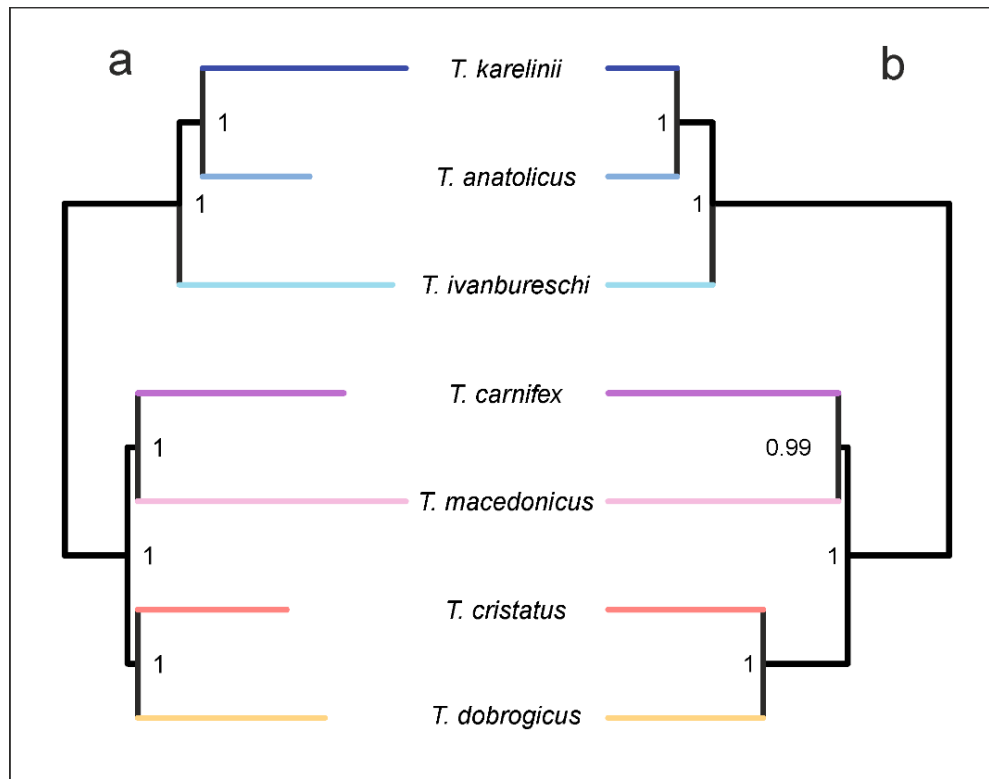 a
b
T. karelinii
1
1
T. anatolicus
1
1
T. ivanbureschi
T. carnifex
1
0.99
T. macedonicus
1
1
T. cristatus
1
1
T. dobrogicus